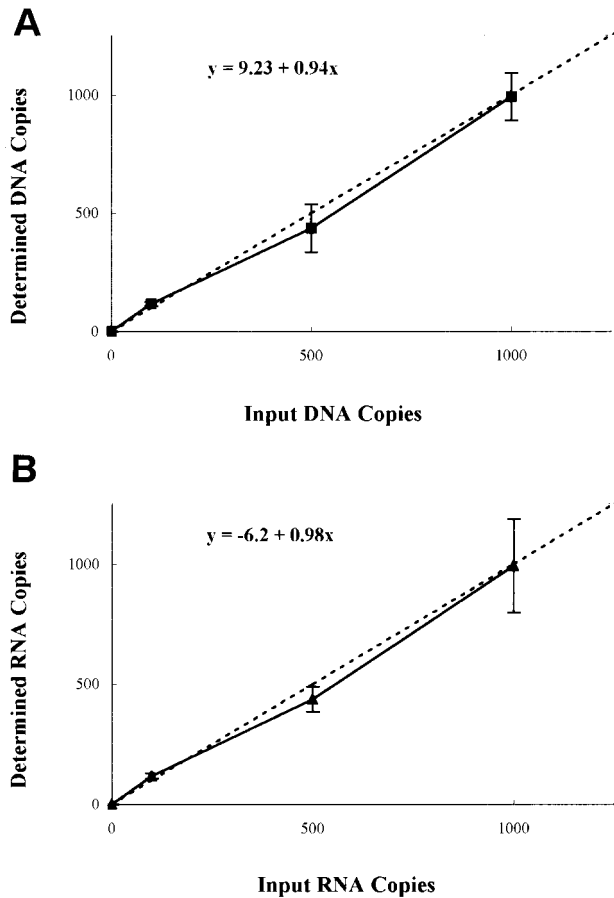 A
y = 9.23 + 0.94x
Determined DNA Copies
1000
500
0
0 500 1000
Input DNA Copies
B
y = -6.2 + 0.98x
Determined RNA Copies
1000
500
0
0 500 1000
Input RNA Copies